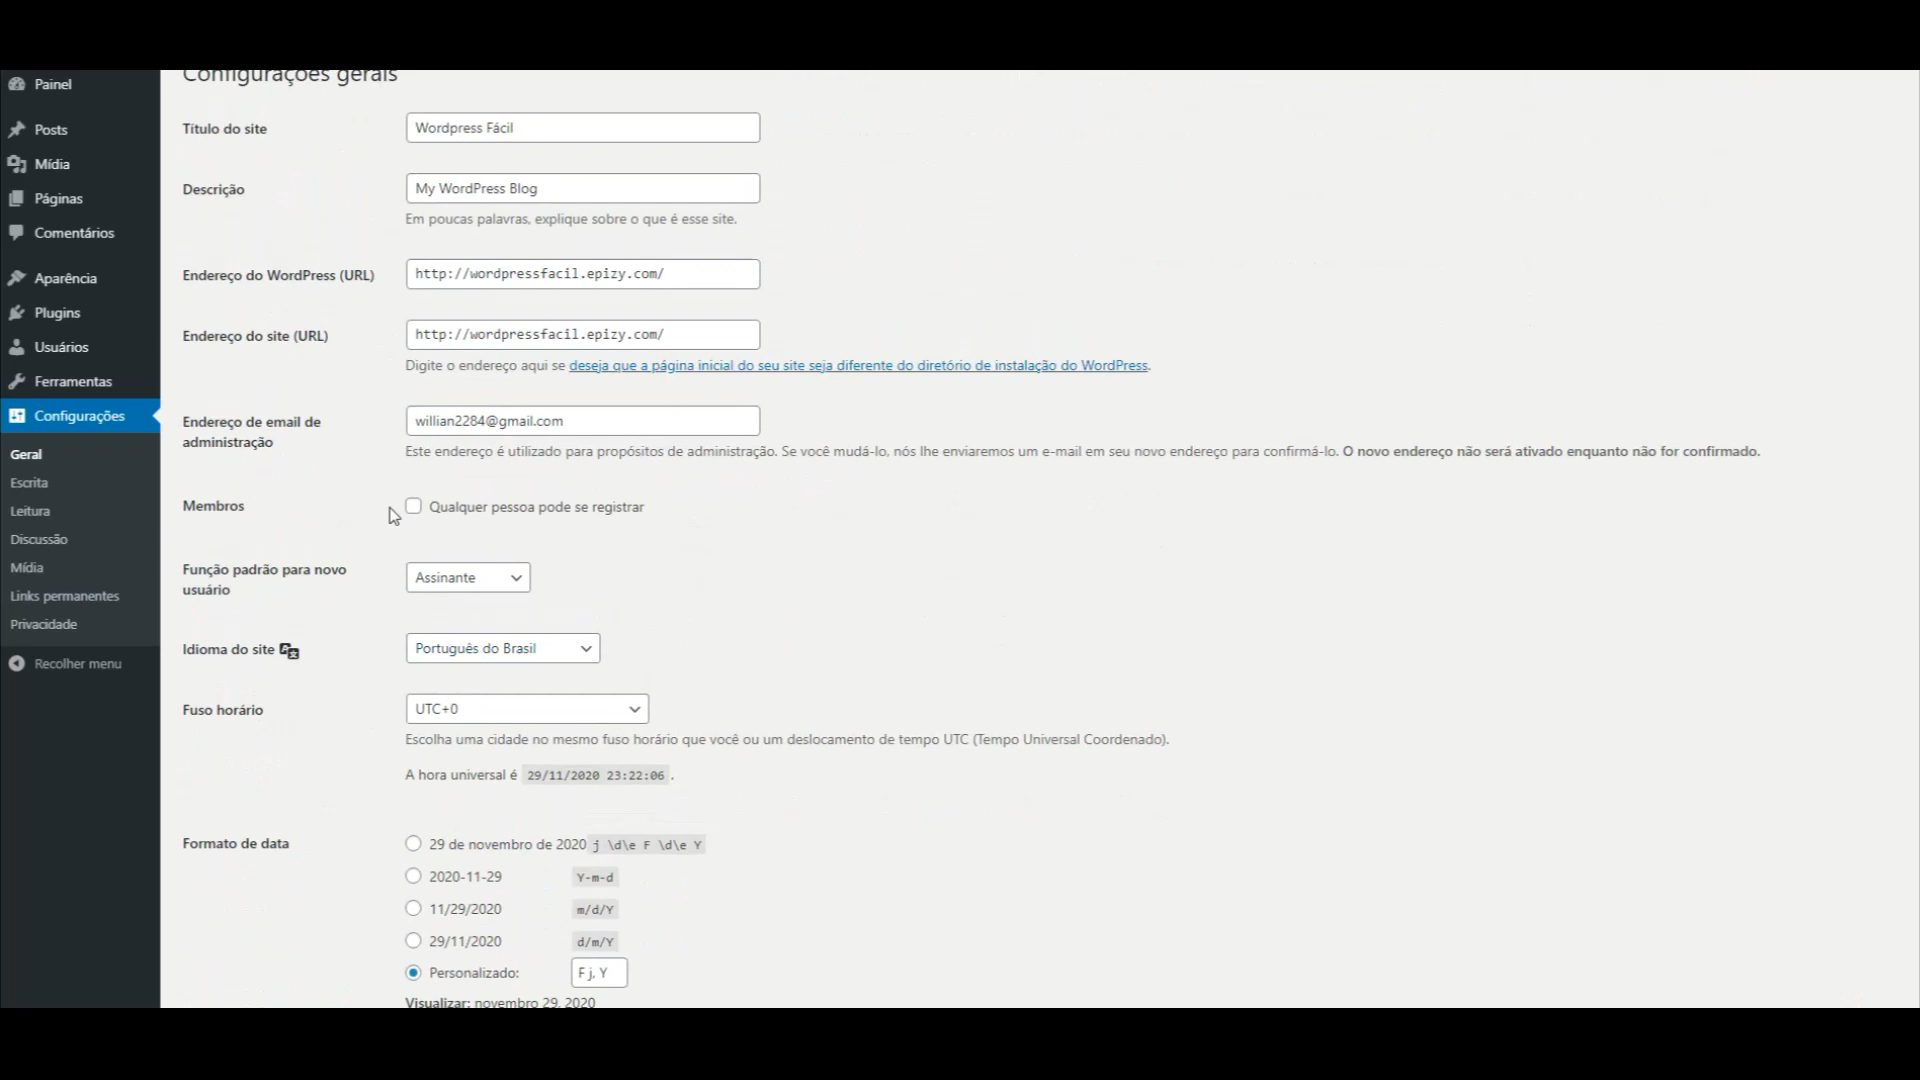 Configurações gerais
Painel
Posts
Mídia
Páginas
Comentários
Aparência
Plugins
Usuários
Ferramentas
Configurações
Geral
Escrita
Leitura
Discussão
Mídia
Links permanentes
Privacidade
Recolher menu
Título do site
Wordpress Fácil
Descrição
My WordPress Blog
Em poucas palavras, explique sobre o que é esse site.
Endereço do WordPress (URL)
http://wordpressfacil.epizy.com/
Endereço do site (URL)
http://wordpressfacil.epizy.com/
Digite o endereço aqui se deseja que a página inicial do seu site seja diferente do diretório de instalação do WordPress.
Endereço de email de
administração
willian2284@gmail.com
Este endereço é utilizado para propósitos de administração. Se você mudá-lo, nós lhe enviaremos um e-mail em seu novo endereço para confirmá-lo. O novo endereço não será ativado enquanto não for confirmado.
Membros
Qualquer pessoa pode se registrar
Função padrão para novo
usuário
Assinante
Idioma do site
Português do Brasil
Fuso horário
UTC+0
Escolha uma cidade no mesmo fuso horário que você ou um deslocamento de tempo UTC (Tempo Universal Coordenado).
A hora universal é 29/11/2020 23:22:06 .
Formato de data
29 de novembro de 2020 j \d\e F \d\e Y
2020-11-29 Y-m-d
11/29/2020 m/d/Y
29/11/2020 d/m/Y
Personalizado: F j, Y
Visualizar: novembro 29, 2020